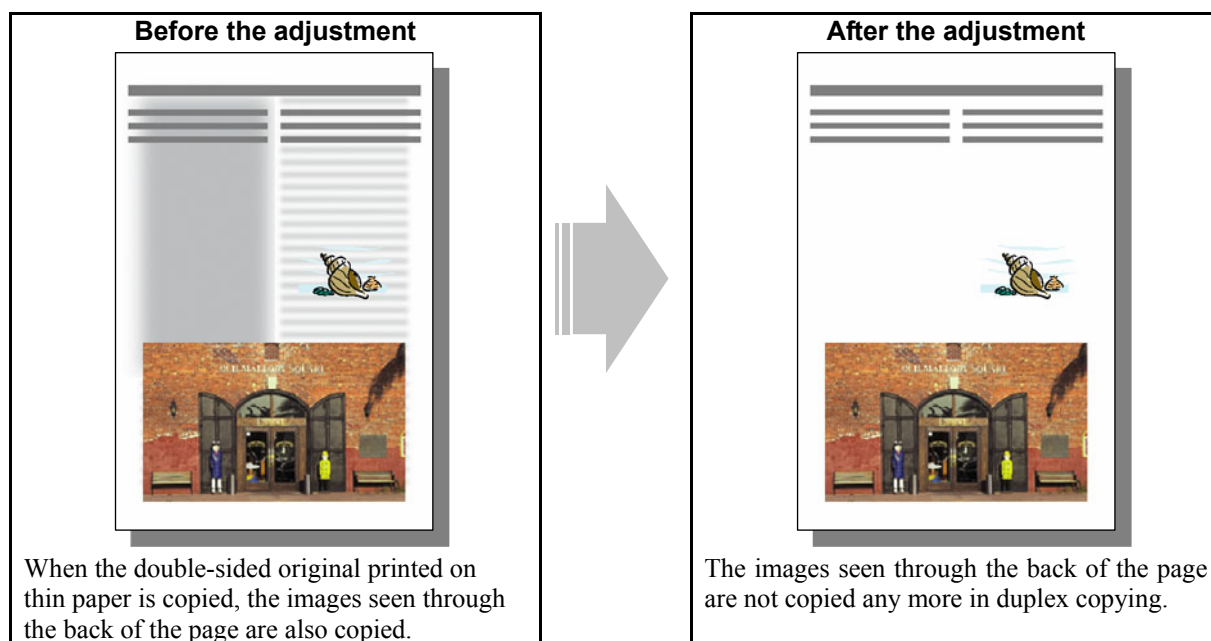 Before the adjustment
When the double-sided original printed on
thin paper is copied, the images seen through
the back of the page are also copied.
After the adjustment
The images seen through the back of the page
are not copied any more in duplex copying.